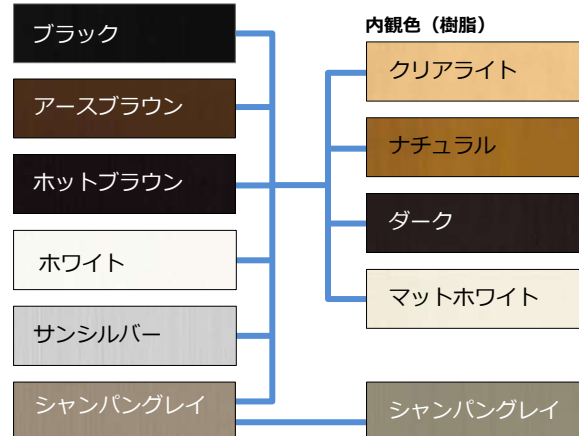 ブラック
アースブラウン
ホットブラウン
ホワイト
サンシルバー
シャンパングレイ
内観色（樹脂）
クリアライト
ナチュラル
ダーク
マットホワイト
シャンパングレイ